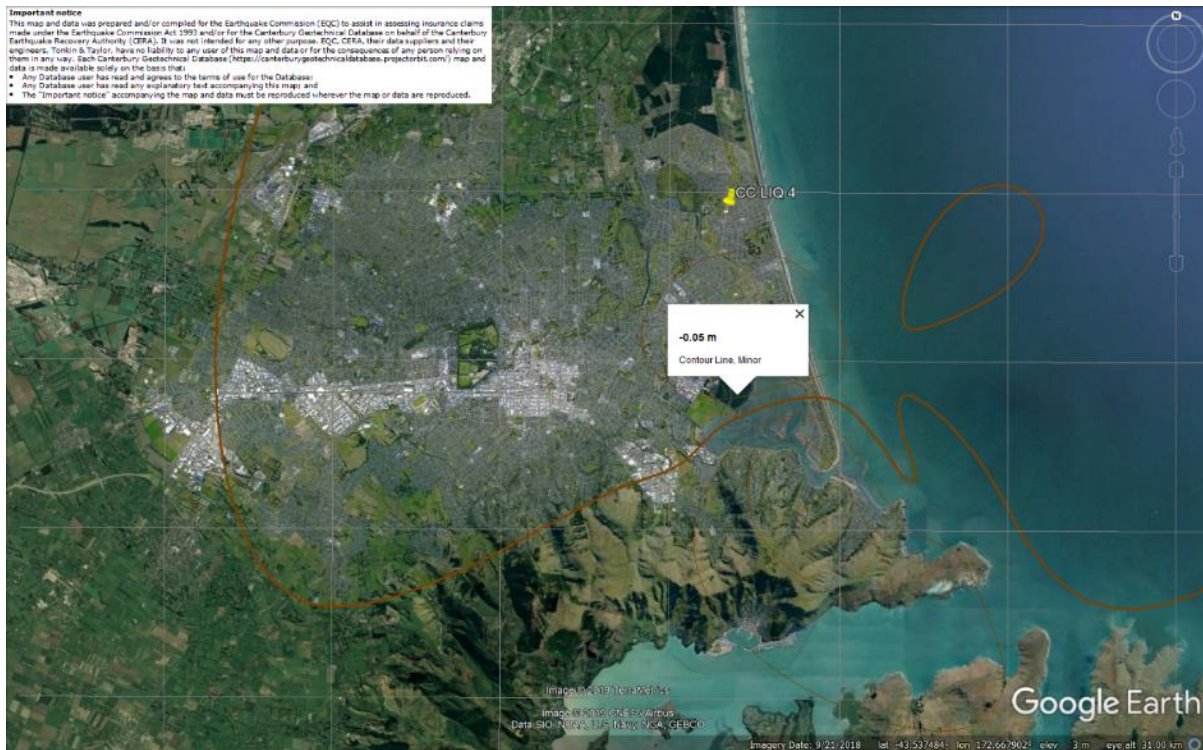 Important notice
This map and data was prepared and/or compiled for the Earthquake Commission (EQC) to assist in assessing insurance claims
made under the Earthquake Commission Act 1993 and/or for the Canterbury Geotechnical Database on behalf of the Canterbury
Earthquake Recovery Authority (CERA). It was not intended for any other purpose. EQC, CERA, their data suppliers and their
engineers, Tonkin & Taylor, have no liability to any user of this map and data or for the consequences of any person relying on
them in any way. Each Canterbury Geotechnical Database (https://canterburygeotechnicaldatabase.projectorbit.com/) map and
data is made available solely on the basis that:
• Any Database user has read and agrees to the terms of use for the Database;
• Any Database user has read any explanatory text accompanying this map; and
• The "Important notice" accompanying the map and data must be reproduced wherever the map or data are reproduced.
N
CC LIQ 4
-0.05 m
Contour Line, Minor
Image © 2019 TerraMetrics
Image © 2019 CNES / Airbus
Data SIO, NOAA, U.S. Navy, NGA, GEBCO
Google Earth
Imagery Date: 9/21/2018 lat -43.537484° lon 172.667902° elev 3 m eye alt 31.00 km